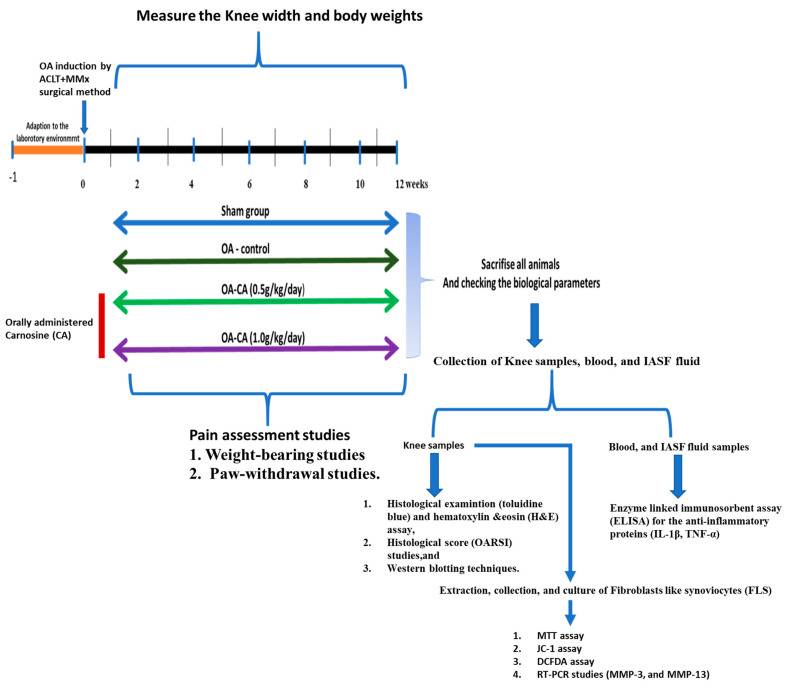 Measure the Knee width and body weights
OA induction by
ACLT+MMx
surgical method
Adaption to the
laborotory environmnt
-1
0
2
4
6
8
10
12 weeks
Sham group
OA - control
OA-CA (0.5g/kg/day)
OA-CA (1.0g/kg/day)
Orally administered
Carnosine (CA)
Sacrifise all animals
And checking the biological parameters
Collection of Knee samples, blood, and IASF fluid
Pain assessment studies
1. Weight-bearing studies
2. Paw-withdrawal studies.
Knee samples
Blood, and IASF fluid samples
1. Histological examintion (toluidine
blue) and hematoxylin &eosin (H&E)
assay,
2. Histological score (OARSI)
studies,and
3. Western blotting techniques.
Enzyme linked immunosorbent assay
(ELISA) for the anti-inflammatory
proteins (IL-1β, TNF-α)
Extraction, collection, and culture of Fibroblasts like synoviocytes (FLS)
1. MTT assay
2. JC-1 assay
3. DCFDA assay
4. RT-PCR studies (MMP-3, and MMP-13)